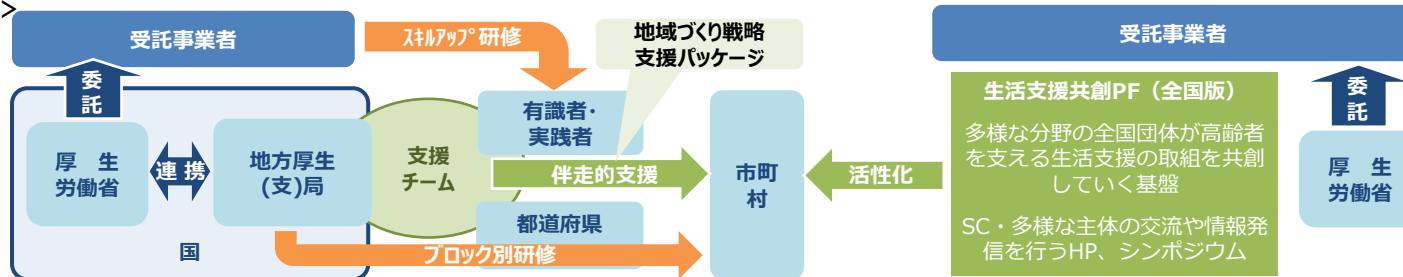 >
受託事業者
スキルアップ研修
地域づくり戦略
支援パッケージ
委
託
有識者・
実践者
厚　生
労働省
連 携
地方厚生
(支)局
支援
チーム
伴走的支援
市町
村
都道府県
国
ブロック別研修
受託事業者
生活支援共創PF（全国版）
多様な分野の全国団体が高齢者
を支える生活支援の取組を共創
していく基盤
SC・多様な主体の交流や情報発
信を行うHP、シンポジウム
活性化
委
託
厚　生
労働省